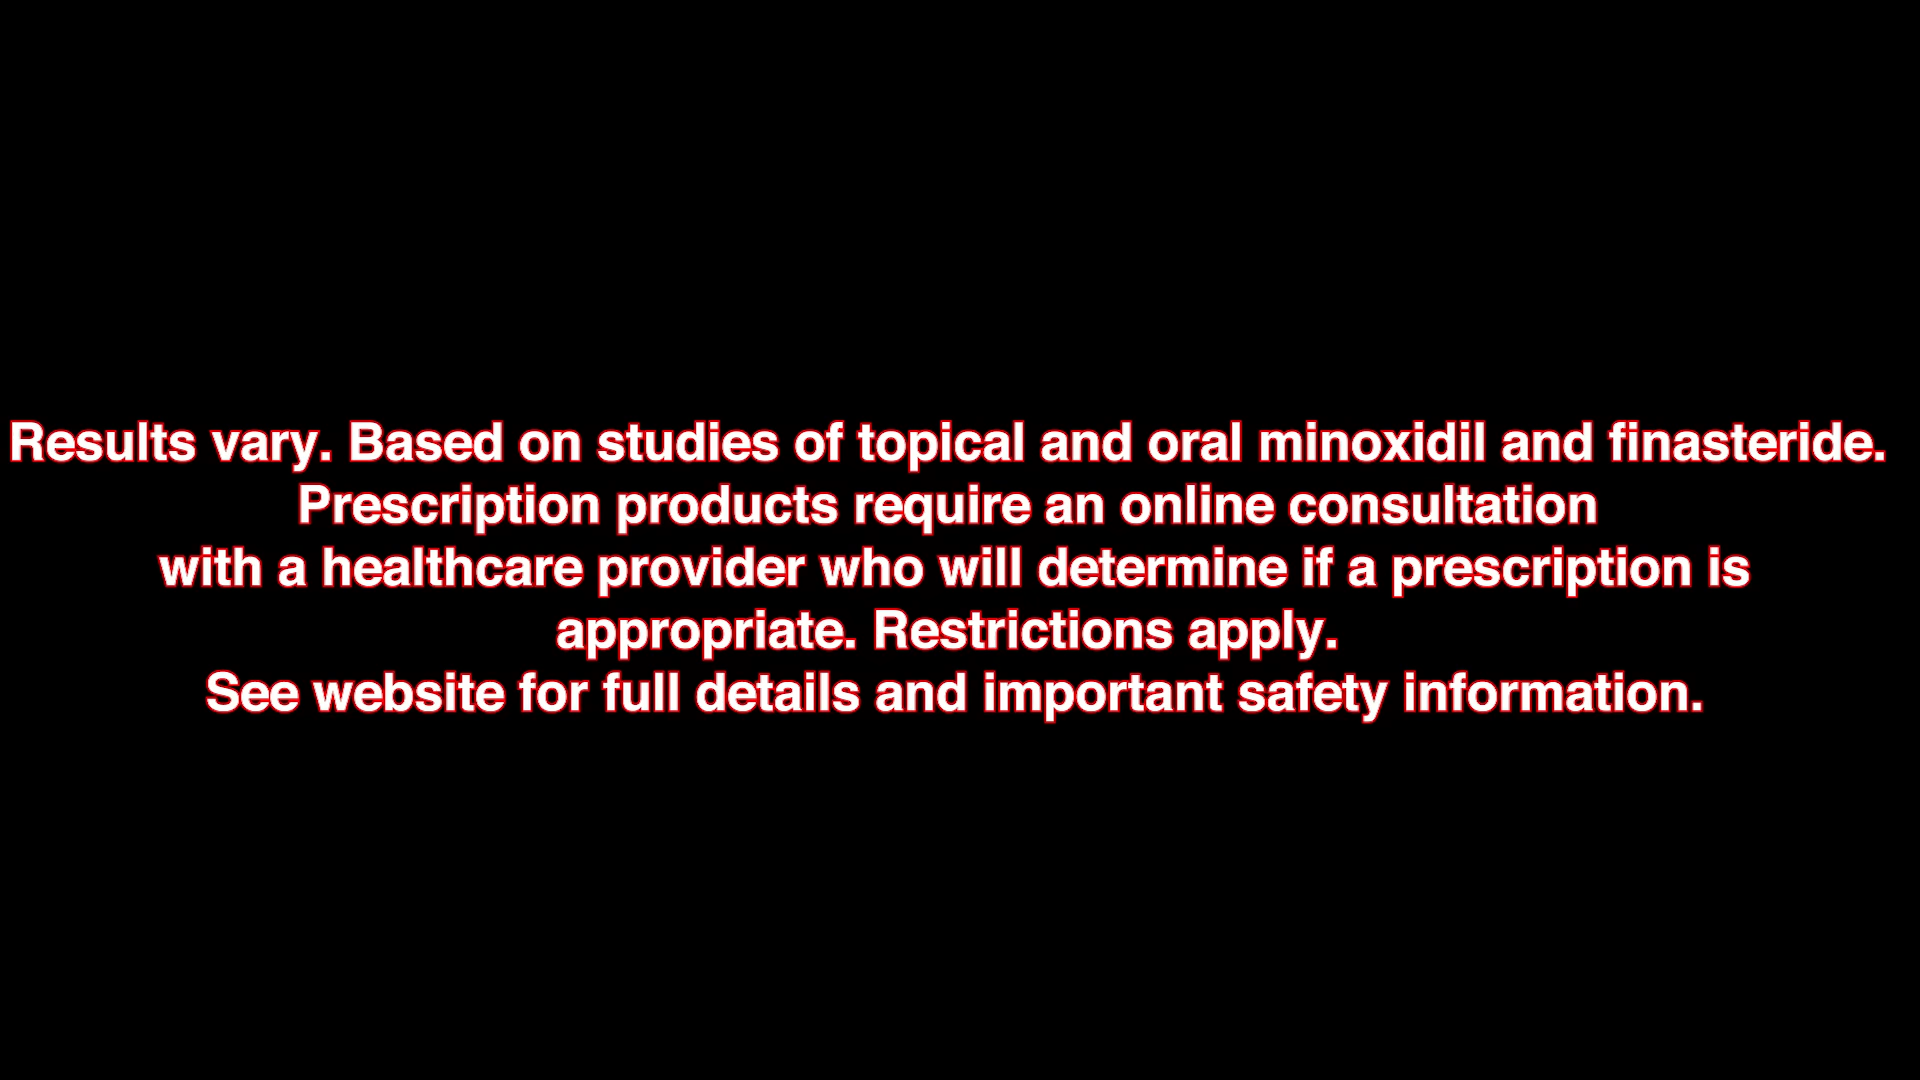 Results vary. Based on studies of topical and oral minoxidil and finasteride.
Prescription products require an online consultation
with a healthcare provider who will determine if a prescription is
appropriate. Restrictions apply.
See website for full details and important safety information.